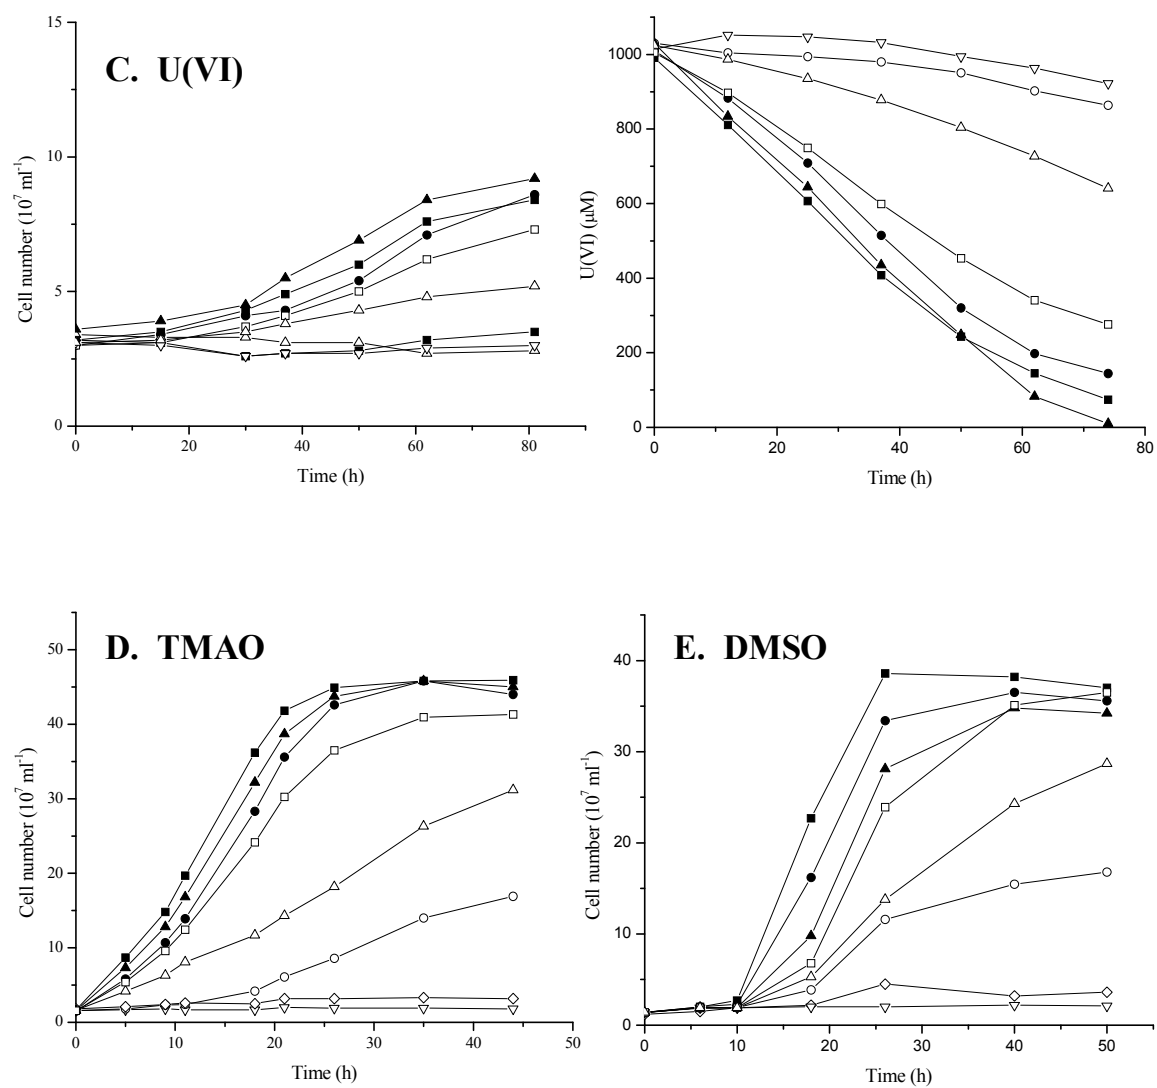 C. U(VI)
15
10
5
0
Cell number (10⁷ ml⁻¹)
0 20 40 60 80
Time (h)
1000
800
600
400
200
0
U(VI) (μM)
0 20 40 60 80
Time (h)
D. TMAO
50
40
30
20
10
0
Cell number (10⁷ ml⁻¹)
0 10 20 30 40 50
Time (h)
E. DMSO
40
30
20
10
0
Cell number (10⁷ ml⁻¹)
0 10 20 30 40 50
Time (h)